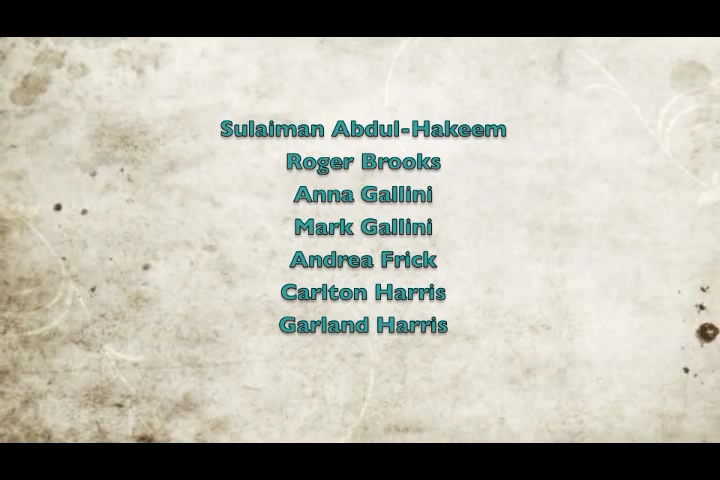 Sulaiman Abdul-Hakeem
Roger Brooks
Anna Gallini
Mark Gallini
Andrea Frick
Carlton Harris
Garland Harris